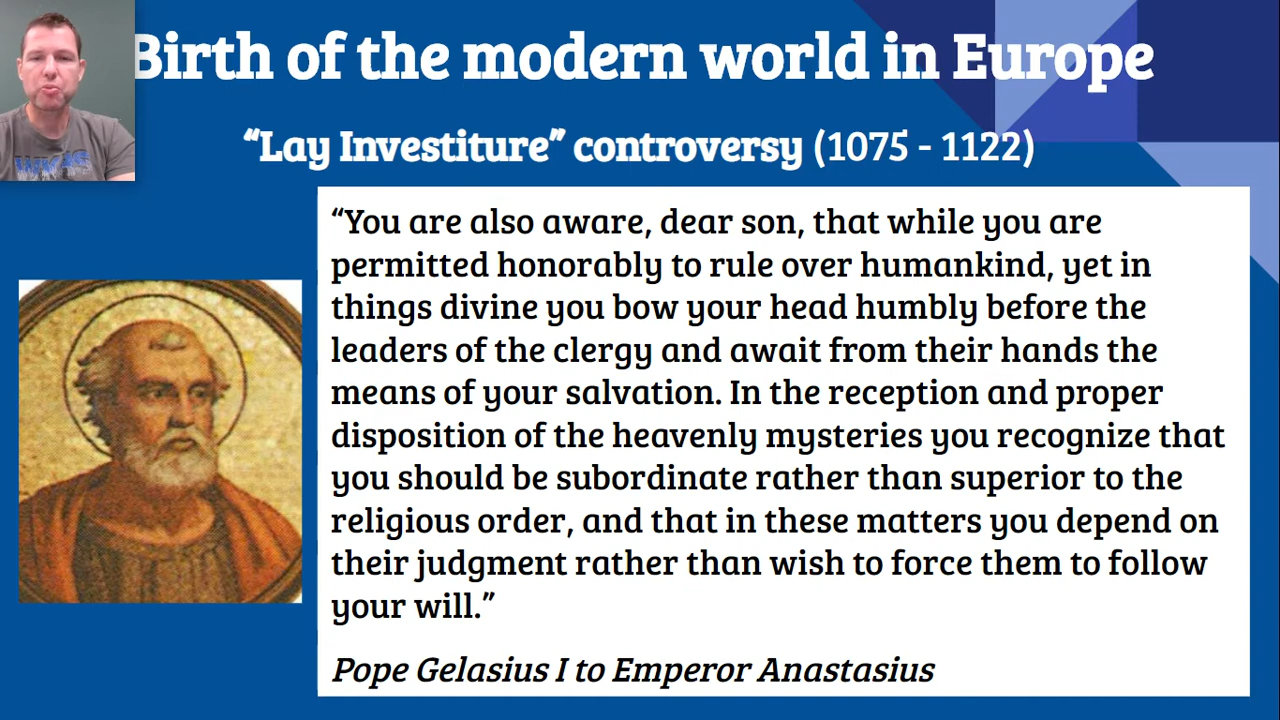 Birth of the modern world in Europe
“Lay Investiture” controversy (1075 - 1122)
“You are also aware, dear son, that while you are
permitted honorably to rule over humankind, yet in
things divine you bow your head humbly before the
leaders of the clergy and await from their hands the
means of your salvation. In the reception and proper
disposition of the heavenly mysteries you recognize that
you should be subordinate rather than superior to the
religious order, and that in these matters you depend on
their judgment rather than wish to force them to follow
your will.”
Pope Gelasius I to Emperor Anastasius